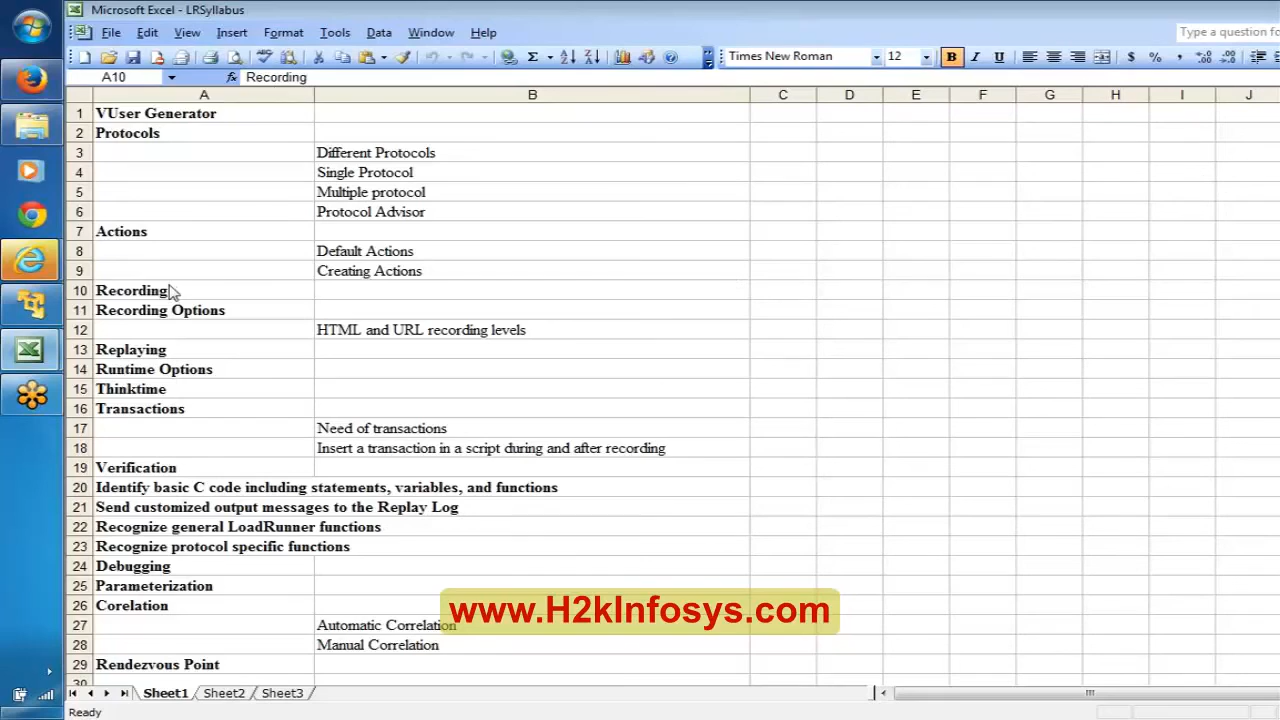 Microsoft Excel - LRSyllabus
File Edit View Insert Format Tools Data Window Help
Type a question fo
Times New Roman 12 B I U $ %
A10 fx Recording
A B C D E F G H I J
1 VUser Generator
2 Protocols
3 Different Protocols
4 Single Protocol
5 Multiple protocol
6 Protocol Advisor
7 Actions
8 Default Actions
9 Creating Actions
10 Recording
11 Recording Options
12 HTML and URL recording levels
13 Replaying
14 Runtime Options
15 Thinktime
16 Transactions
17 Need of transactions
18 Insert a transaction in a script during and after recording
19 Verification
20 Identify basic C code including statements, variables, and functions
21 Send customized output messages to the Replay Log
22 Recognize general LoadRunner functions
23 Recognize protocol specific functions
24 Debugging
25 Parameterization
26 Corelation
www.H2kInfosys.com
27 Automatic Correlation
28 Manual Correlation
29 Rendezvous Point
30
Sheet1 Sheet2 Sheet3
Ready